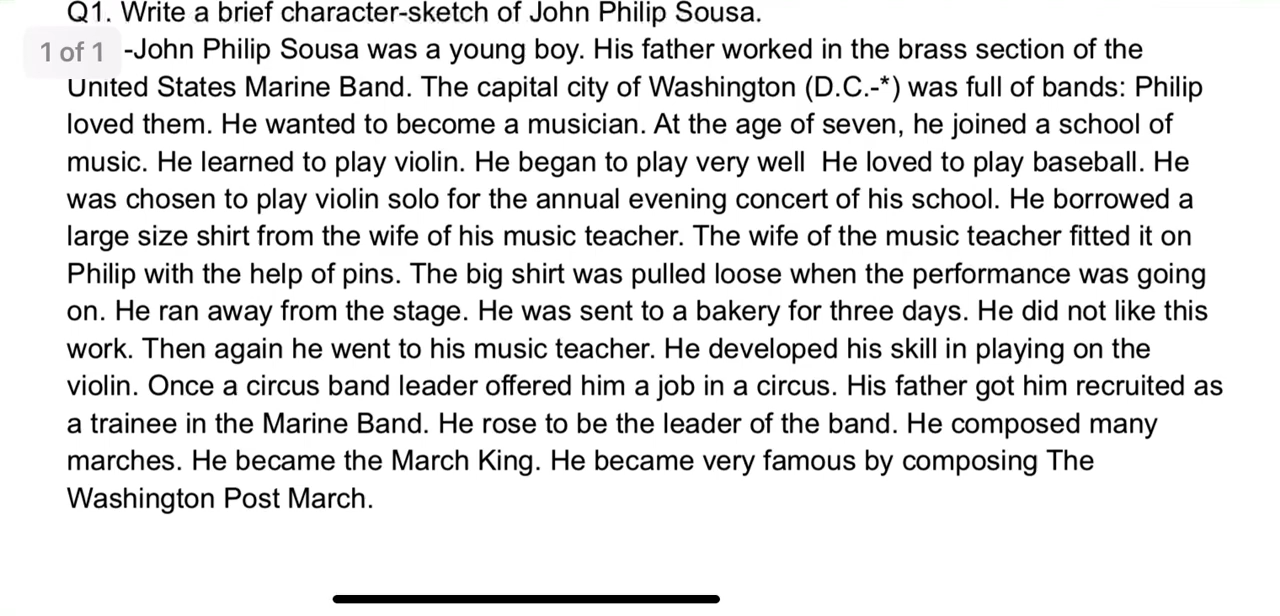 Q1. Write a brief character-sketch of John Philip Sousa.
1 of 1 -John Philip Sousa was a young boy. His father worked in the brass section of the
United States Marine Band. The capital city of Washington (D.C.-*) was full of bands: Philip
loved them. He wanted to become a musician. At the age of seven, he joined a school of
music. He learned to play violin. He began to play very well  He loved to play baseball. He
was chosen to play violin solo for the annual evening concert of his school. He borrowed a
large size shirt from the wife of his music teacher. The wife of the music teacher fitted it on
Philip with the help of pins. The big shirt was pulled loose when the performance was going
on. He ran away from the stage. He was sent to a bakery for three days. He did not like this
work. Then again he went to his music teacher. He developed his skill in playing on the
violin. Once a circus band leader offered him a job in a circus. His father got him recruited as
a trainee in the Marine Band. He rose to be the leader of the band. He composed many
marches. He became the March King. He became very famous by composing The
Washington Post March.